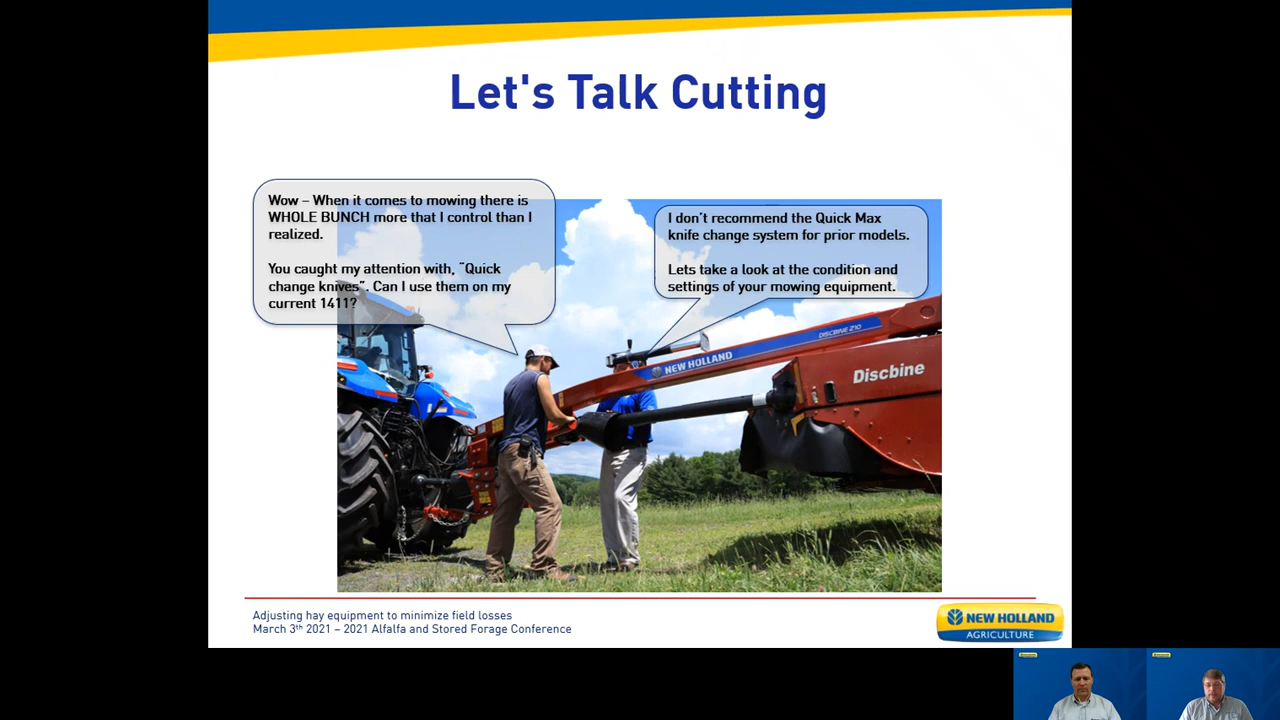 Let's Talk Cutting
Wow – When it comes to mowing there is
WHOLE BUNCH more that I control than I
realized.
You caught my attention with, "Quick
change knives". Can I use them on my
current 1411?
I don't recommend the Quick Max
knife change system for prior models.
Lets take a look at the condition and
settings of your mowing equipment.
DISCBINE 210
NEW HOLLAND
Discbine
Adjusting hay equipment to minimize field losses
March 3th 2021 – 2021 Alfalfa and Stored Forage Conference
NEW HOLLAND
AGRICULTURE